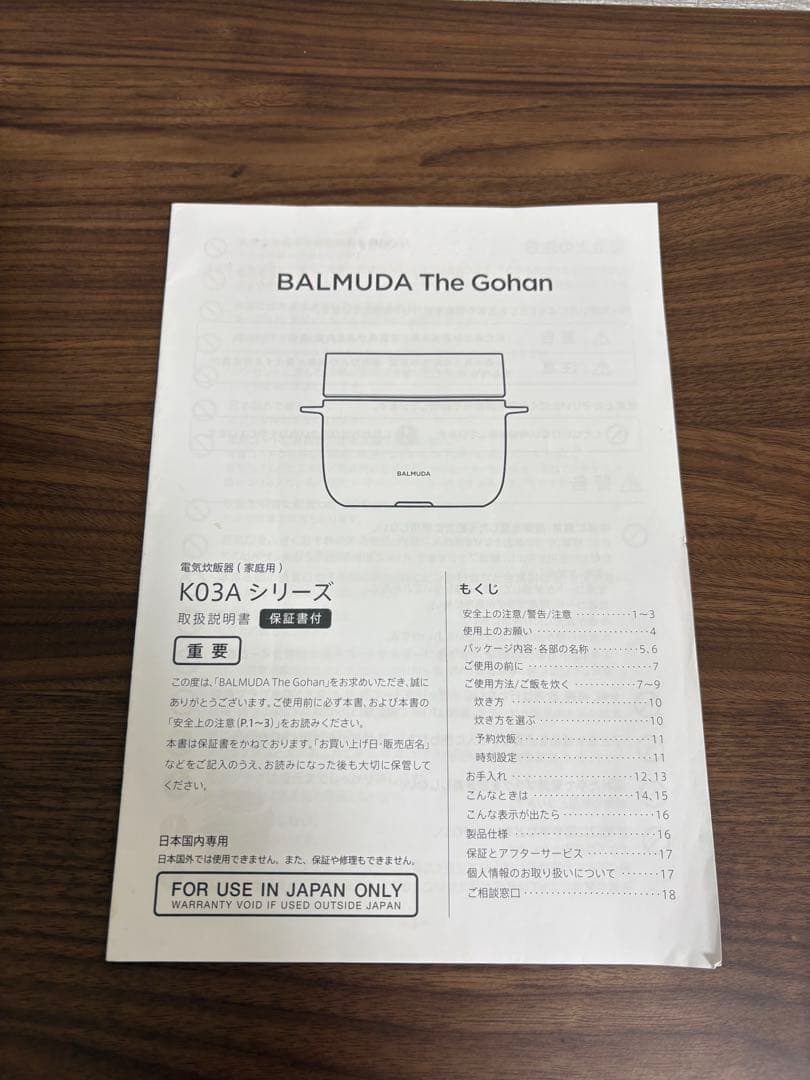 BALMUDA The Gohan
BALMUDA
電気炊飯器(家庭用)
K03A シリーズ
取扱説明書 保証書付
重要
この度は、「BALMUDA The Gohan」をお求めいただき、誠に
ありがとうございます。ご使用前に必ず本書、および本書の
「安全上の注意(P.1~3)」をお読みください。
本書は保証書をかねております。「お買い上げ日・販売店名」
などをご記入のうえ、お読みになった後も大切に保管して
ください。
日本国内専用
日本国外では使用できません。また、保証や修理もできません。
FOR USE IN JAPAN ONLY
WARRANTY VOID IF USED OUTSIDE JAPAN
もくじ
安全上の注意/警告/注意 ··········· 1~3
使用上のお願い ···················· 4
パッケージ内容・各部の名称 ········· 5、6
ご使用の前に ······················ 7
ご使用方法/ご飯を炊く ············ 7~9
炊き方 ························· 10
炊き方を選ぶ ···················· 10
予約炊飯 ························ 11
時刻設定 ························ 11
お手入れ ····················· 12、13
こんなときは ·················· 14、15
こんな表示が出たら ················ 16
製品仕様 ························ 16
保証とアフターサービス ············· 17
個人情報のお取り扱いについて ······· 17
ご相談窓口 ······················ 18